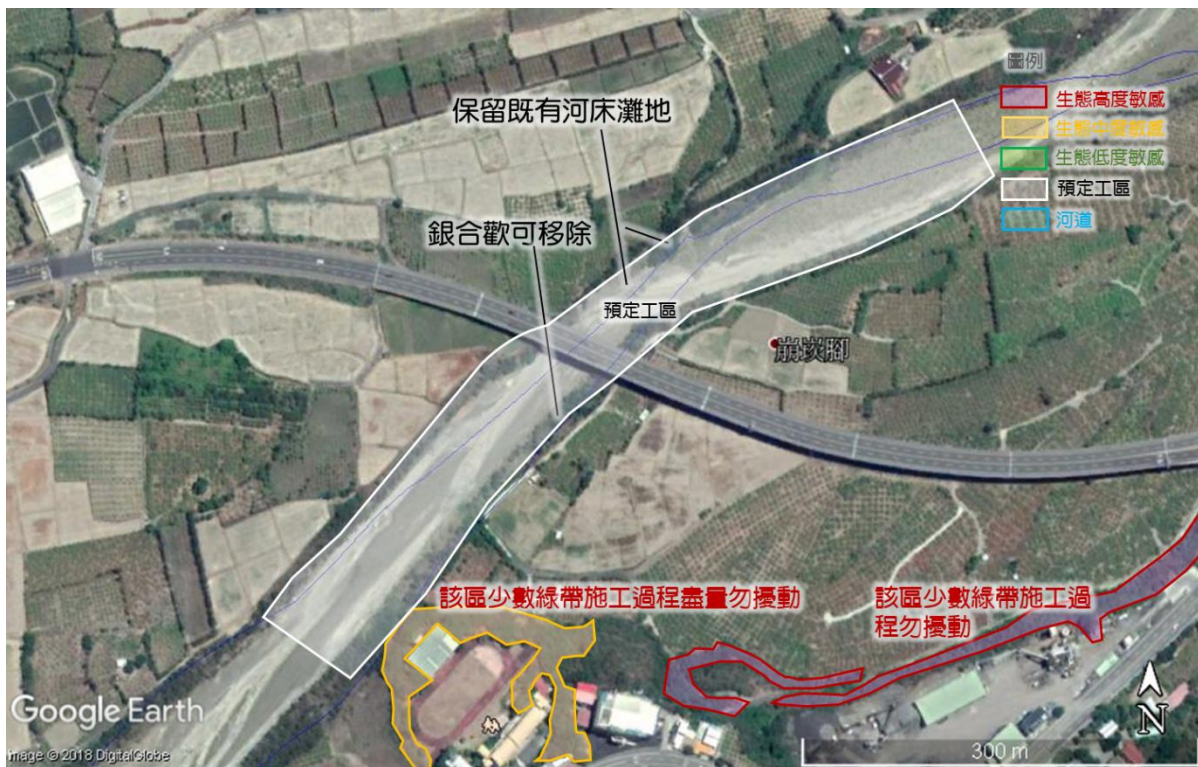 圖例
生態高度敏感
生態中度敏感
生態低度敏感
預定工區
河道
保留既有河床灘地
銀合歡可移除
預定工區
崩崁腳
該區少數綠帶施工過程盡量勿擾動
該區少數綠帶施工過
程勿擾動
Google Earth
Image © 2018 DigitalGlobe
N
300 m